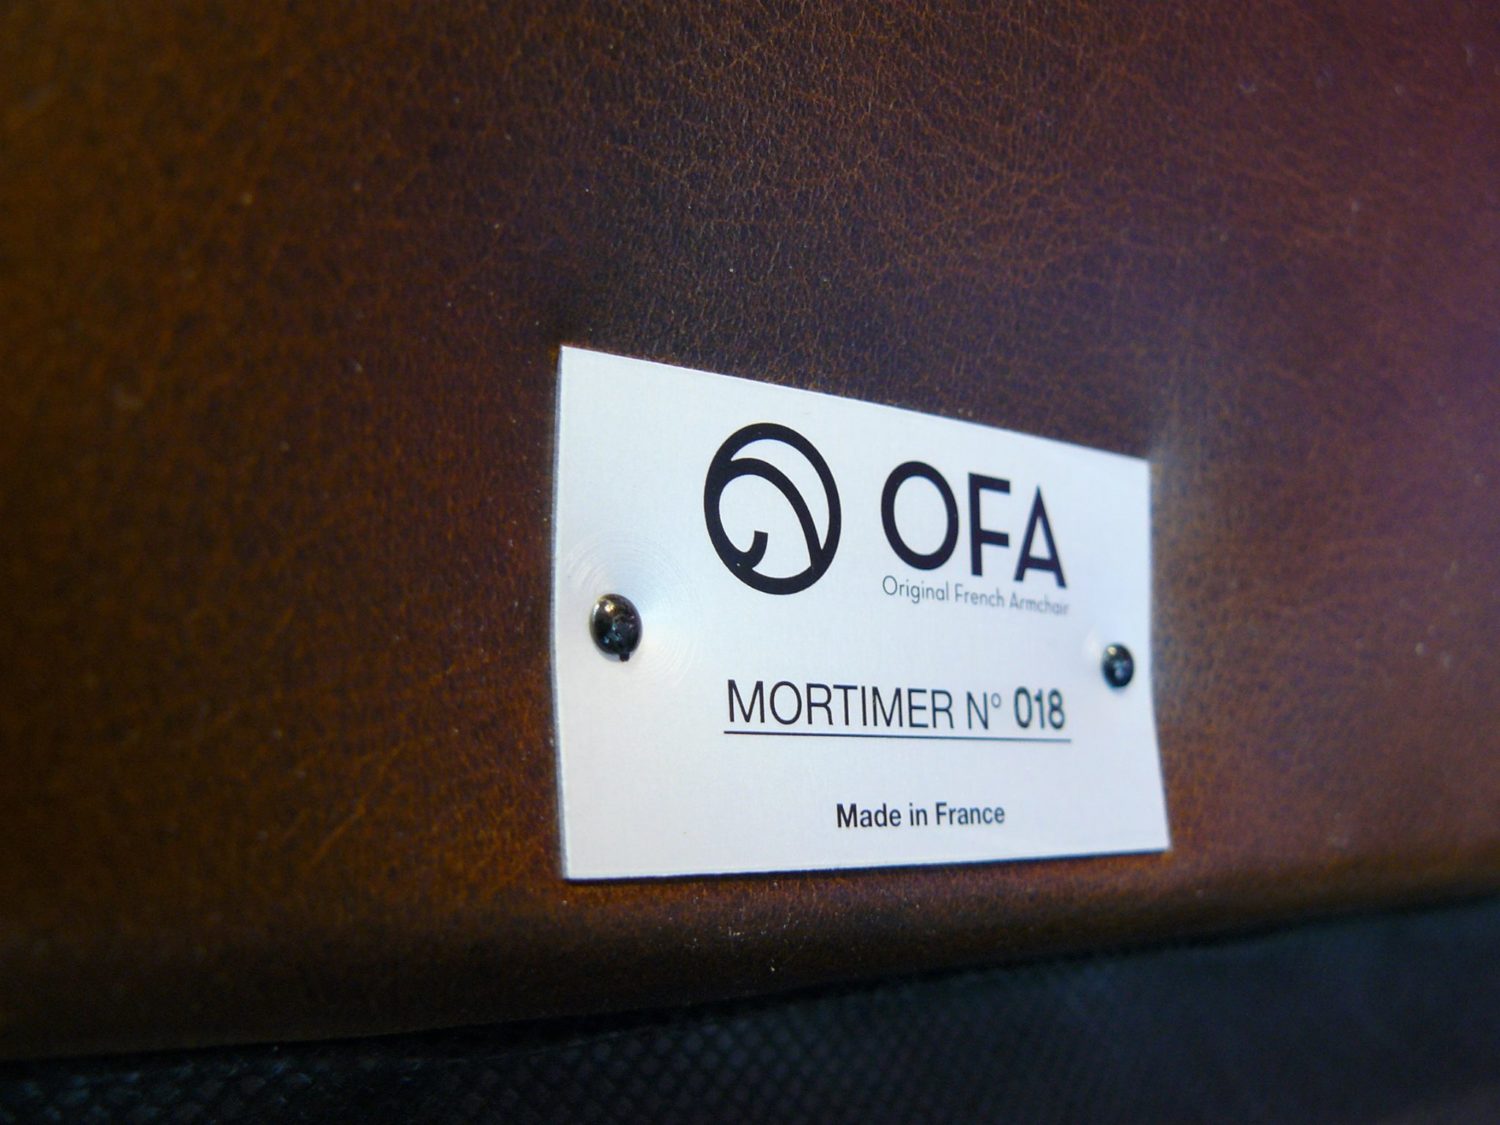 OFA
Original French Armchair
MORTIMER N° 018
Made in France